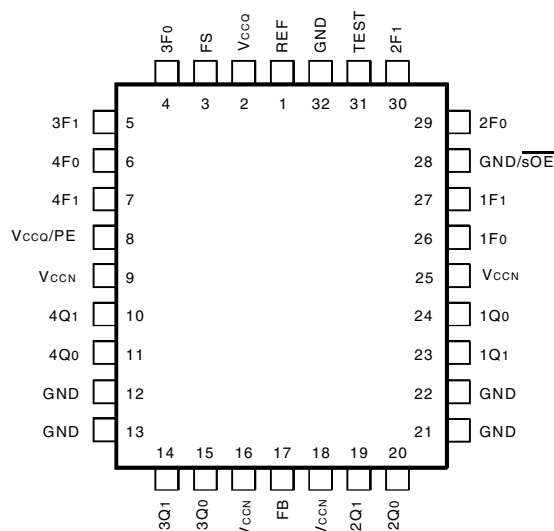 3F0 FS VCCQ REF GND TEST 2F1
4 3 2 1 32 31 30
3F1 5 29 2F0
4F0 6 28 GND/s̅O̅E̅
4F1 7 27 1F1
VCCQ/PE 8 26 1F0
VCCN 9 25 VCCN
4Q1 10 24 1Q0
4Q0 11 23 1Q1
GND 12 22 GND
GND 13 21 GND
14 15 16 17 18 19 20
3Q1 3Q0 VCCN FB VCCN 2Q1 2Q0